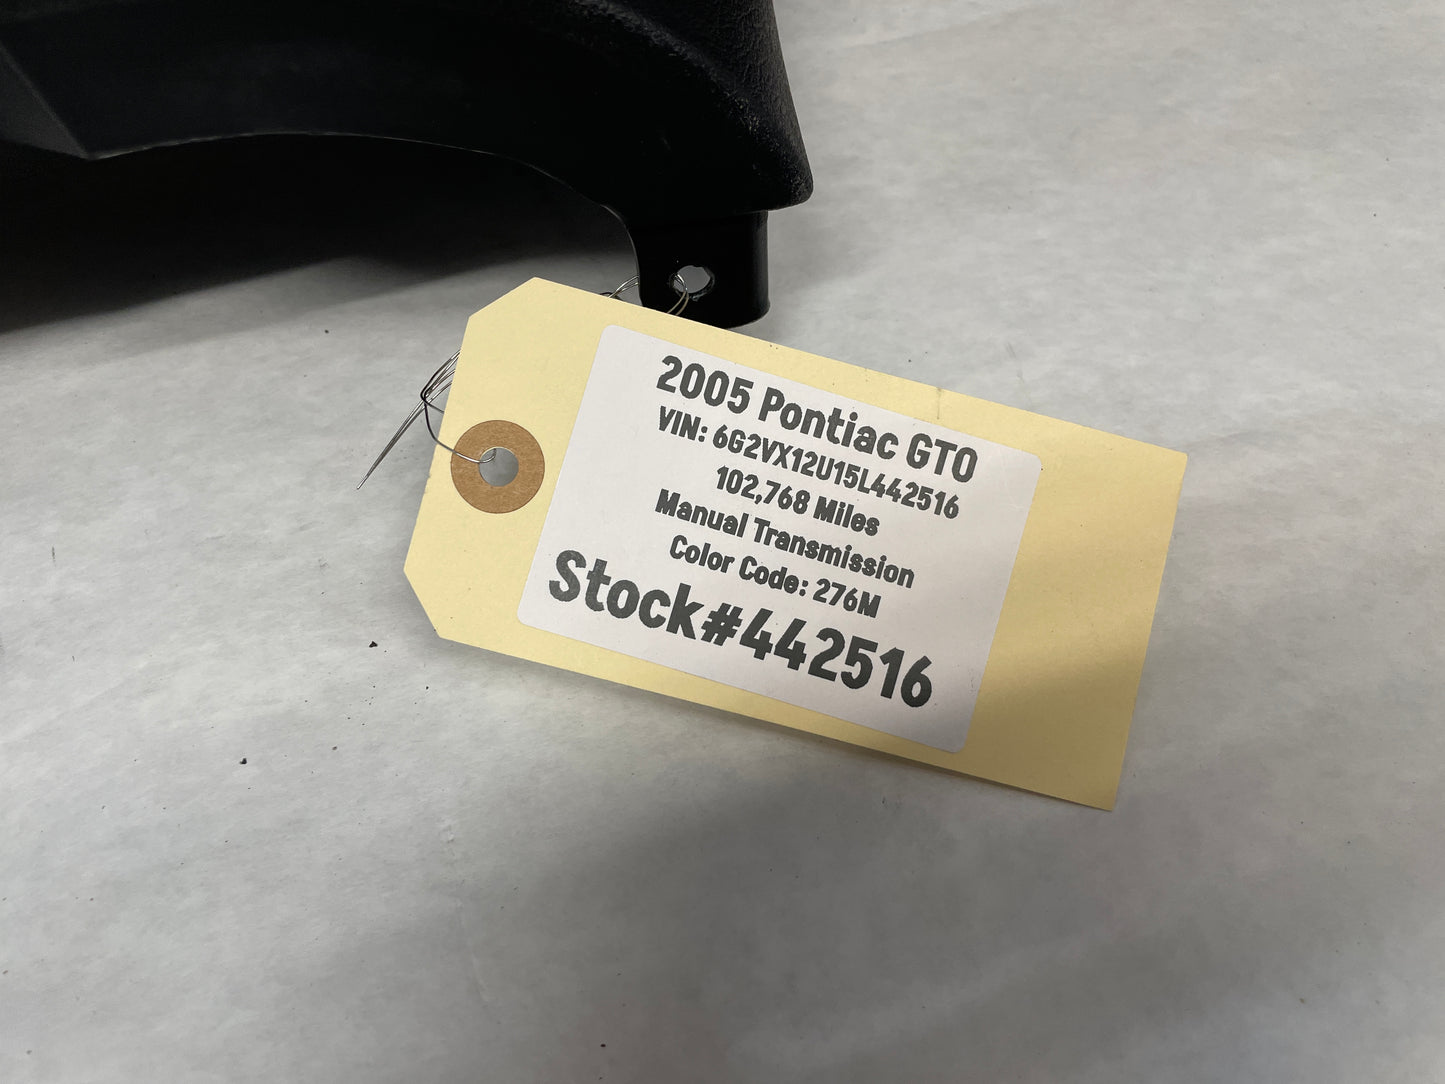 2005 Pontiac GTO
VIN: 6G2VX12U15L442516
102,768 Miles
Manual Transmission
Color Code: 276M
Stock#442516